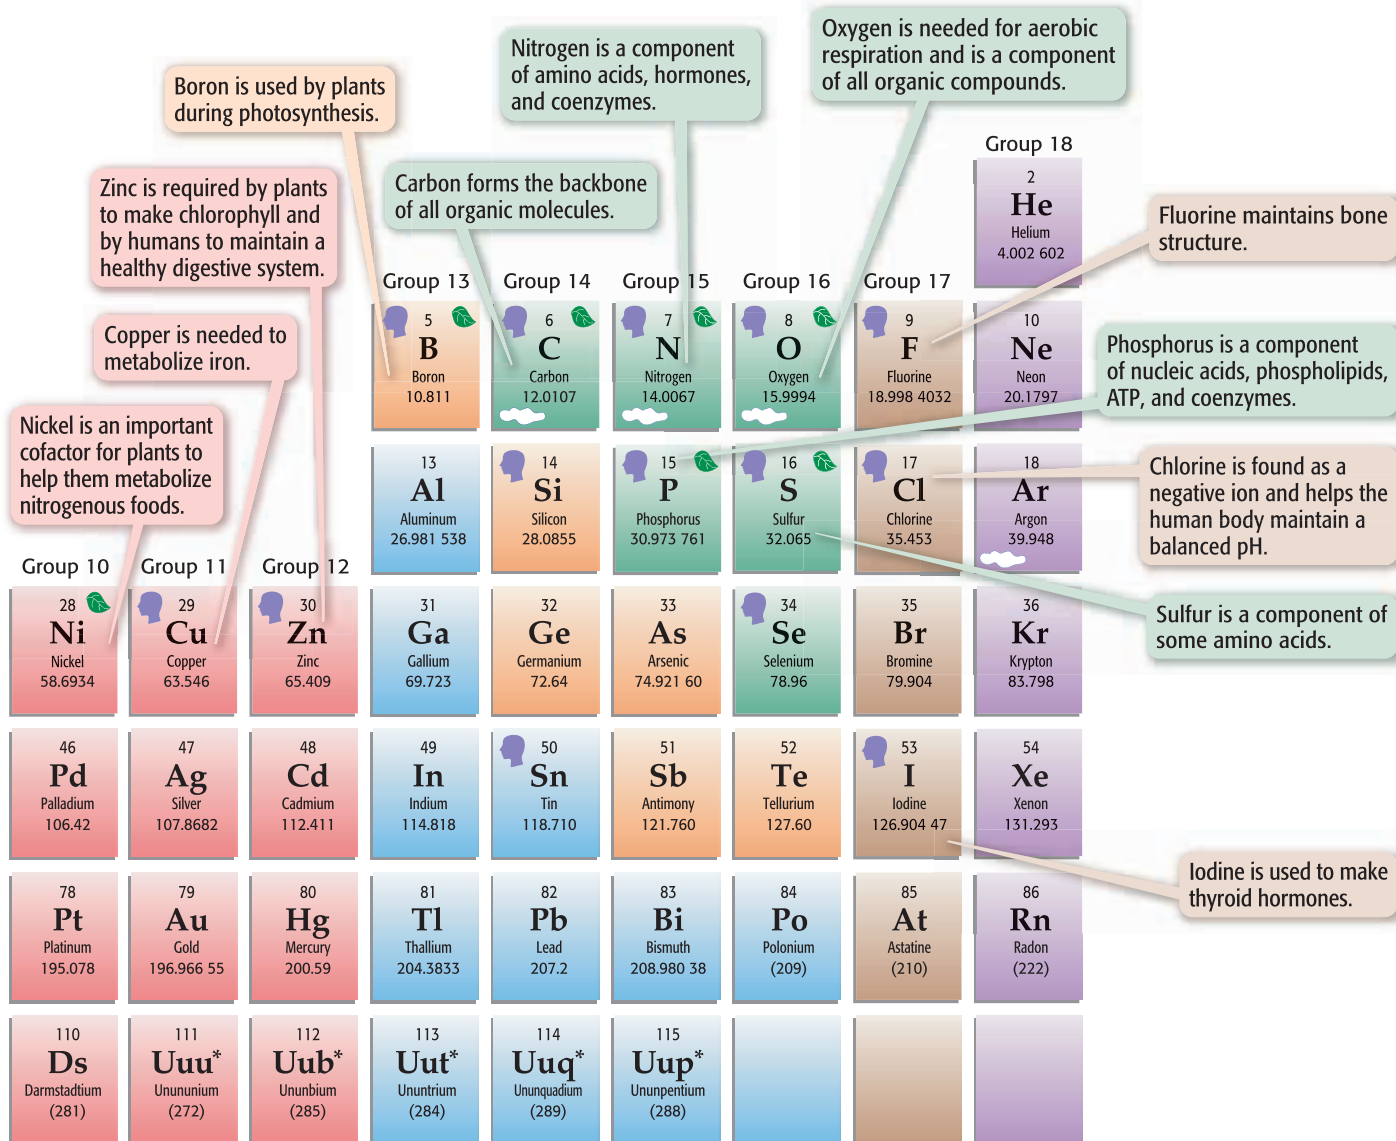 Oxygen is needed for aerobic
respiration and is a component
of all organic compounds.
Nitrogen is a component
of amino acids, hormones,
and coenzymes.
Boron is used by plants
during photosynthesis.
Carbon forms the backbone
of all organic molecules.
Zinc is required by plants
to make chlorophyll and
by humans to maintain a
healthy digestive system.
Copper is needed to
metabolize iron.
Nickel is an important
cofactor for plants to
help them metabolize
nitrogenous foods.
Group 18
2
He
Helium
4.002 602
Fluorine maintains bone
structure.
Phosphorus is a component
of nucleic acids, phospholipids,
ATP, and coenzymes.
Chlorine is found as a
negative ion and helps the
human body maintain a
balanced pH.
Sulfur is a component of
some amino acids.
Iodine is used to make
thyroid hormones.
Group 13 Group 14 Group 15 Group 16 Group 17
5 6 7 8 9 10
B C N O F Ne
Boron Carbon Nitrogen Oxygen Fluorine Neon
10.811 12.0107 14.0067 15.9994 18.998 4032 20.1797
13 14 15 16 17 18
Al Si P S Cl Ar
Aluminum Silicon Phosphorus Sulfur Chlorine Argon
26.981 538 28.0855 30.973 761 32.065 35.453 39.948
Group 10 Group 11 Group 12
28 29 30 31 32 33 34 35 36
Ni Cu Zn Ga Ge As Se Br Kr
Nickel Copper Zinc Gallium Germanium Arsenic Selenium Bromine Krypton
58.6934 63.546 65.409 69.723 72.64 74.921 60 78.96 79.904 83.798
46 47 48 49 50 51 52 53 54
Pd Ag Cd In Sn Sb Te I Xe
Palladium Silver Cadmium Indium Tin Antimony Tellurium Iodine Xenon
106.42 107.8682 112.411 114.818 118.710 121.760 127.60 126.904 47 131.293
78 79 80 81 82 83 84 85 86
Pt Au Hg Tl Pb Bi Po At Rn
Platinum Gold Mercury Thallium Lead Bismuth Polonium Astatine Radon
195.078 196.966 55 200.59 204.3833 207.2 208.980 38 (209) (210) (222)
110 111 112 113 114 115
Ds Uuu* Uub* Uut* Uuq* Uup*
Darmstadtium Unununium Ununbium Ununtrium Ununquadium Ununpentium
(281) (272) (285) (284) (289) (288)